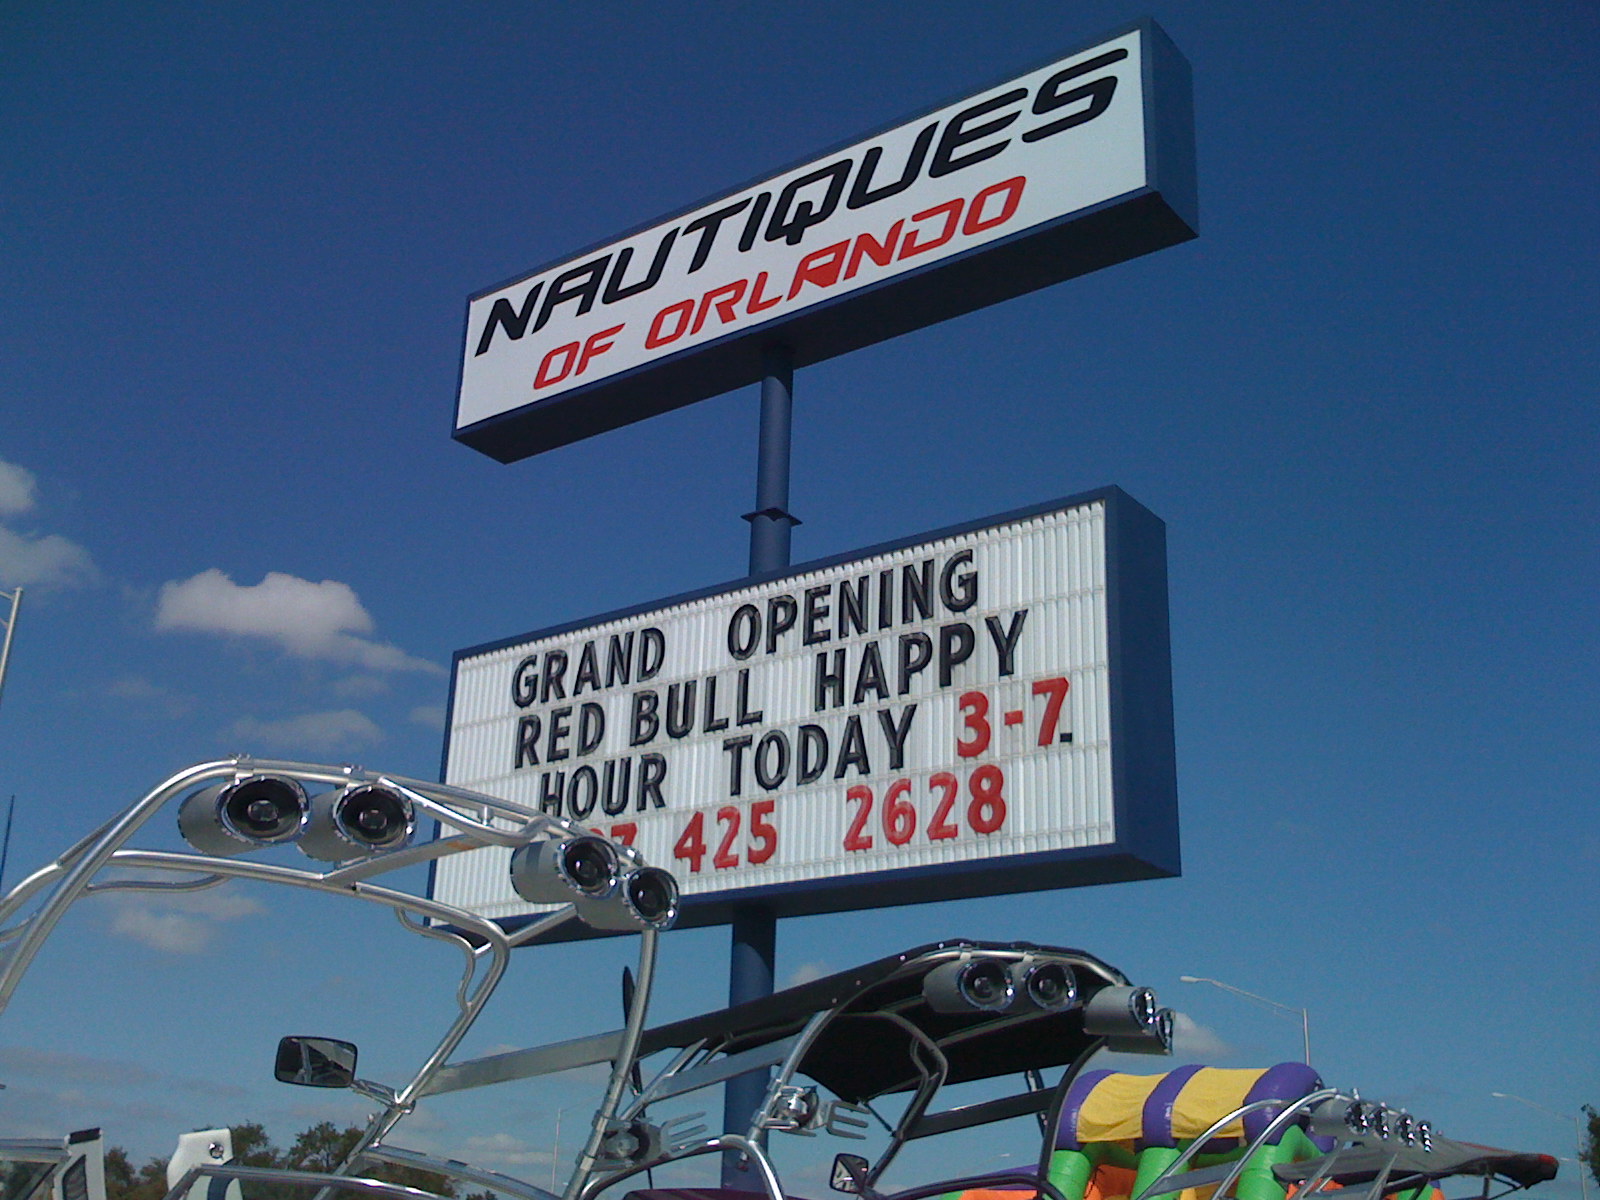 NAUTIQUES
OF ORLANDO
GRAND OPENING
RED BULL HAPPY
HOUR TODAY 3-7.
425 2628